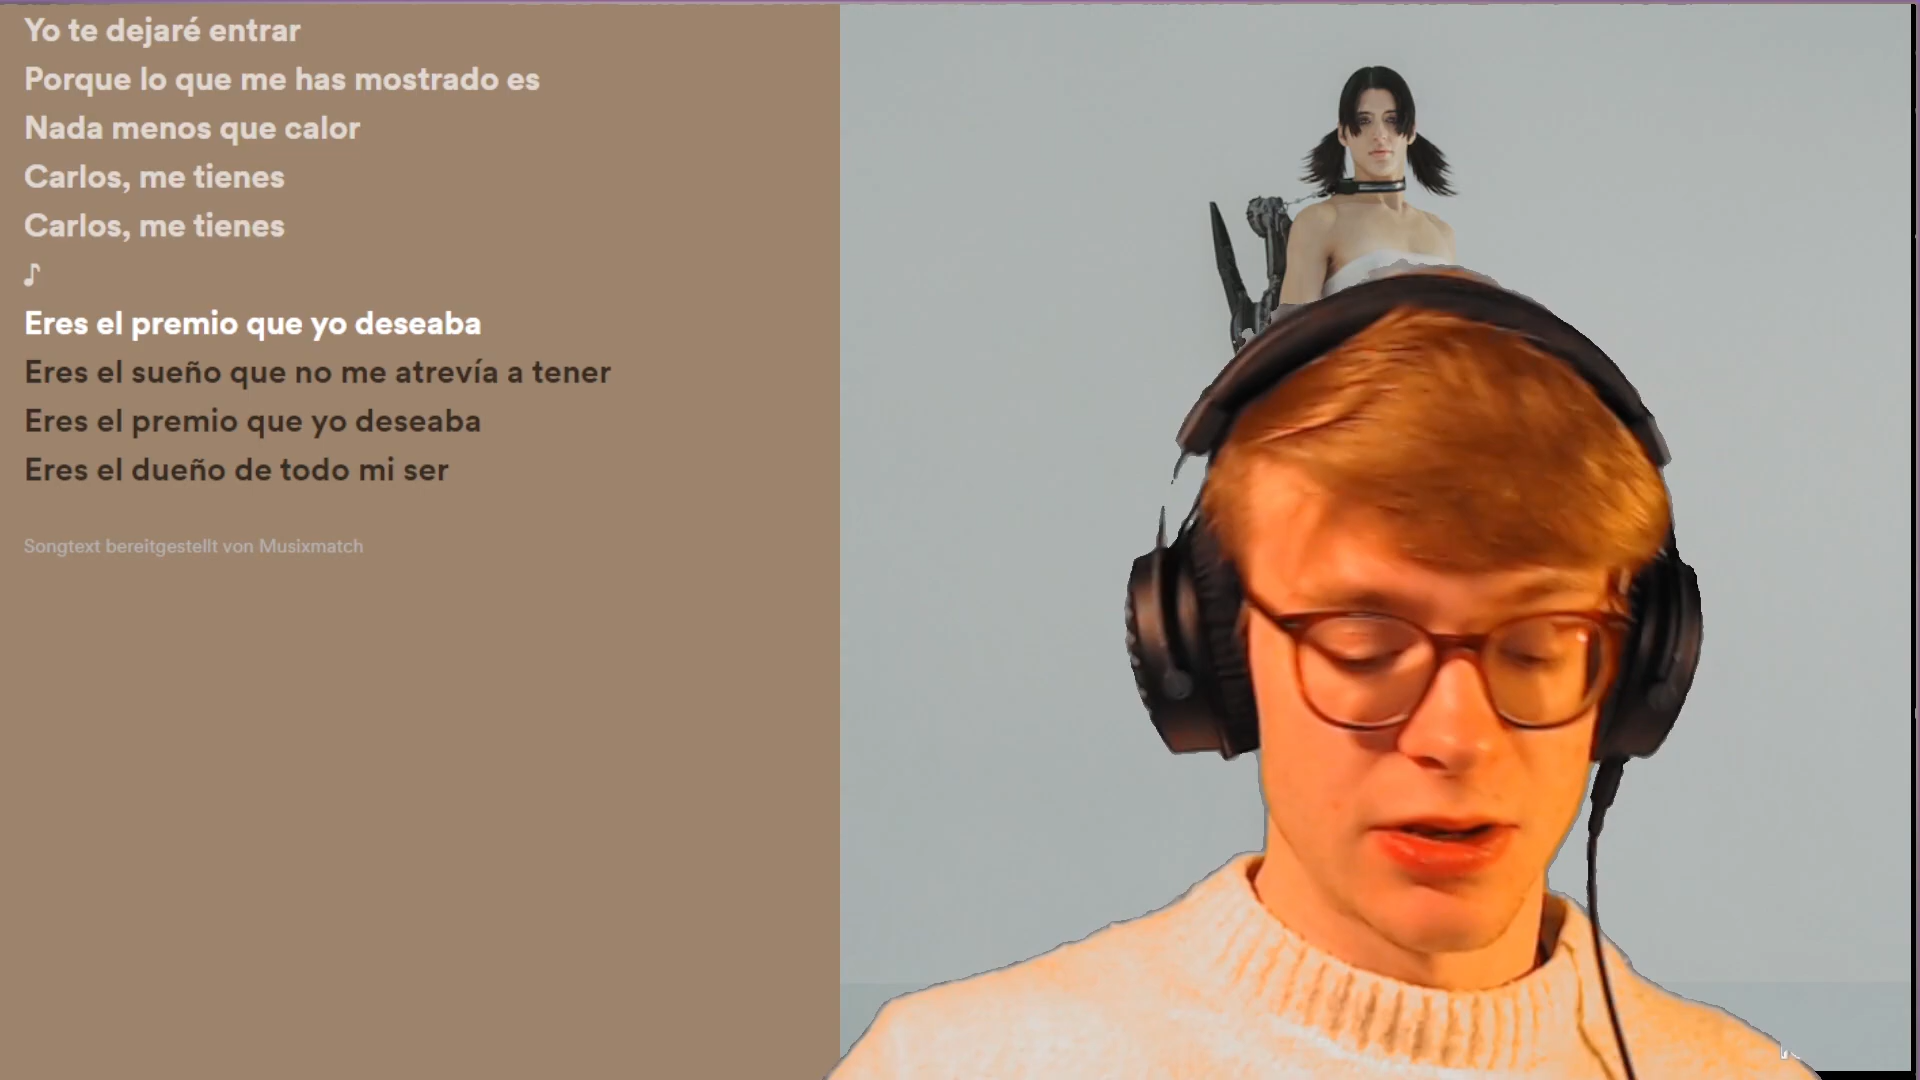 Yo te dejaré entrar
Porque lo que me has mostrado es
Nada menos que calor
Carlos, me tienes
Carlos, me tienes
♪
Eres el premio que yo deseaba
Eres el sueño que no me atrevía a tener
Eres el premio que yo deseaba
Eres el dueño de todo mi ser
Songtext bereitgestellt von Musixmatch